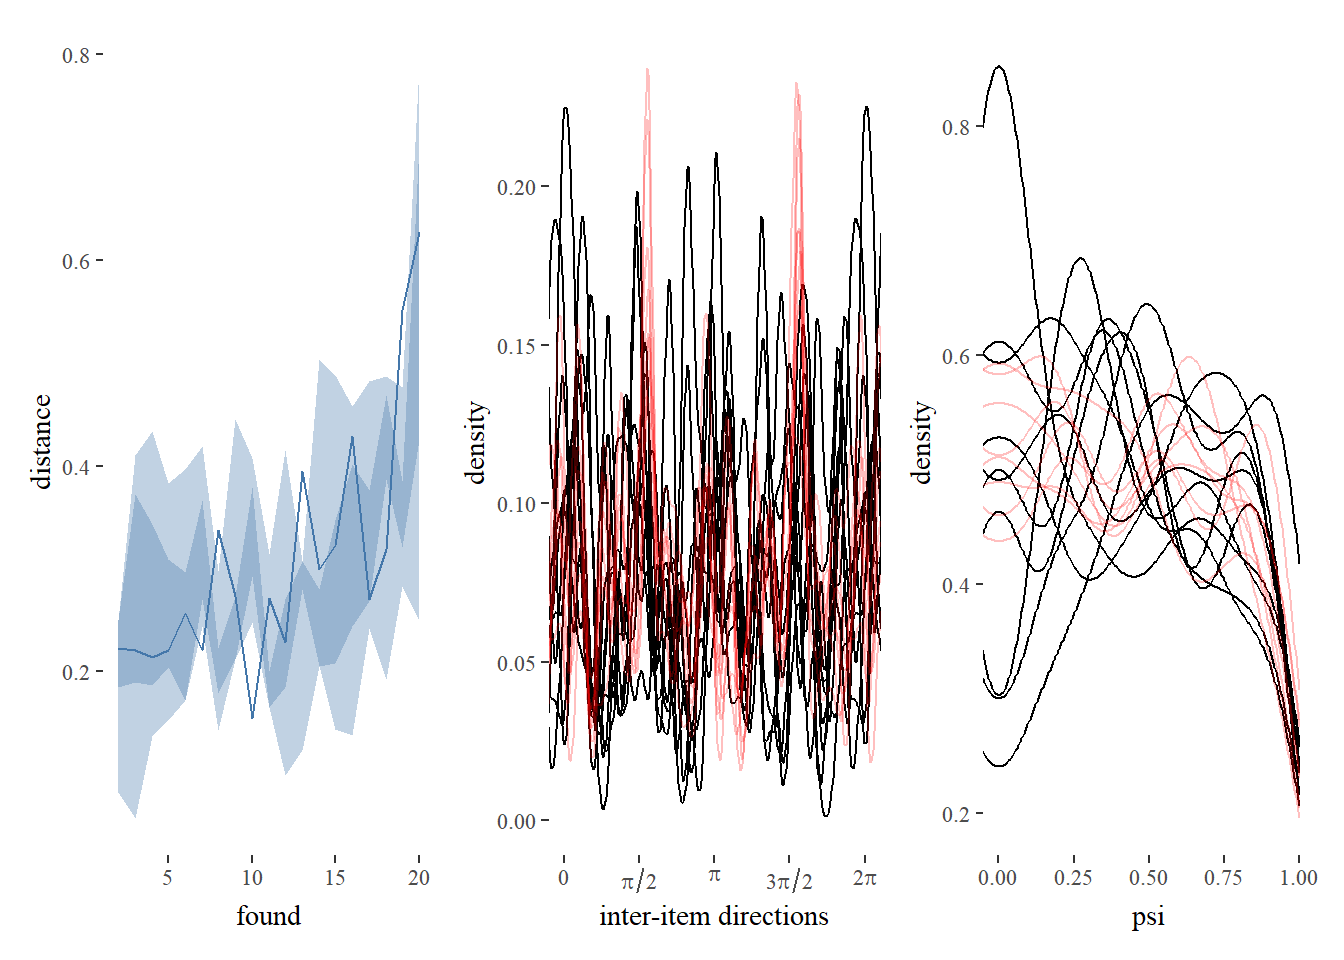 0.8
0.6
0.4
0.2
distance
5 10 15 20
found
0.20
0.15
0.10
0.05
0.00
density
0 π/2 π 3π/2 2π
inter-item directions
0.8
0.6
0.4
0.2
density
0.00 0.25 0.50 0.75 1.00
psi